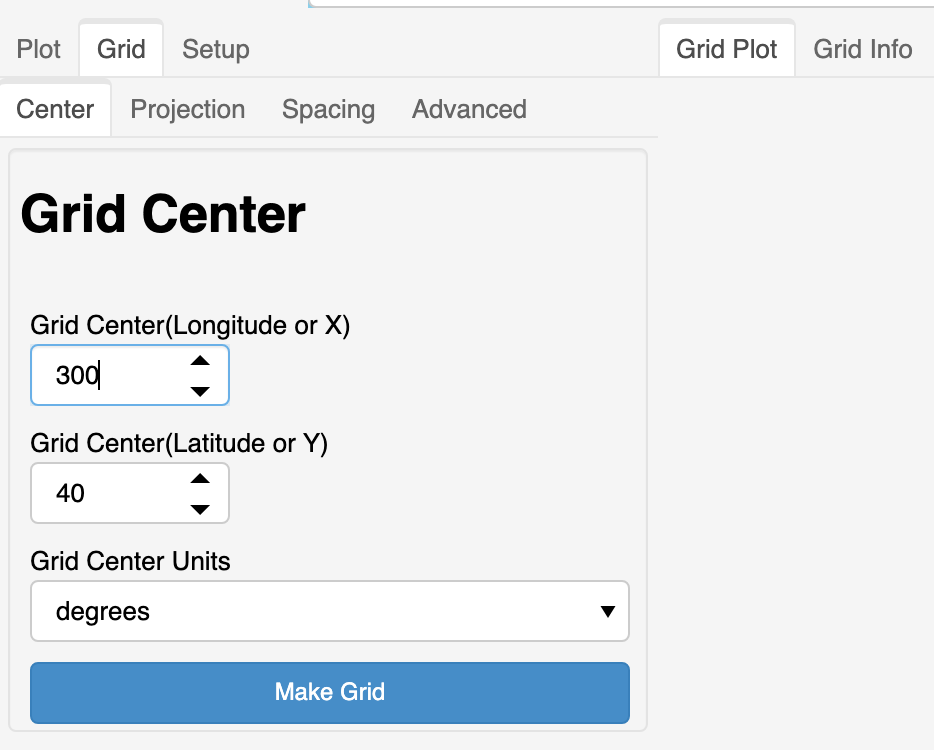 Plot Grid Setup Grid Plot Grid Info
Center Projection Spacing Advanced
Grid Center
Grid Center(Longitude or X)
300
Grid Center(Latitude or Y)
40
Grid Center Units
degrees
Make Grid